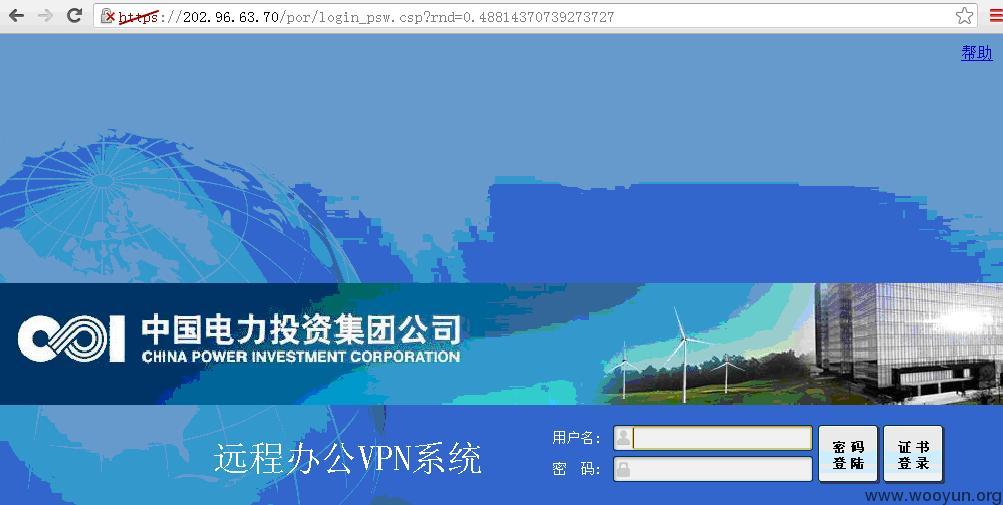 https://202.96.63.70/por/login_psw.csp?rnd=0.48814370739273727
帮助
中国电力投资集团公司
CHINA POWER INVESTMENT CORPORATION
远程办公VPN系统
用户名:
密 码:
密码登陆
证书登录
www.wooyun.org